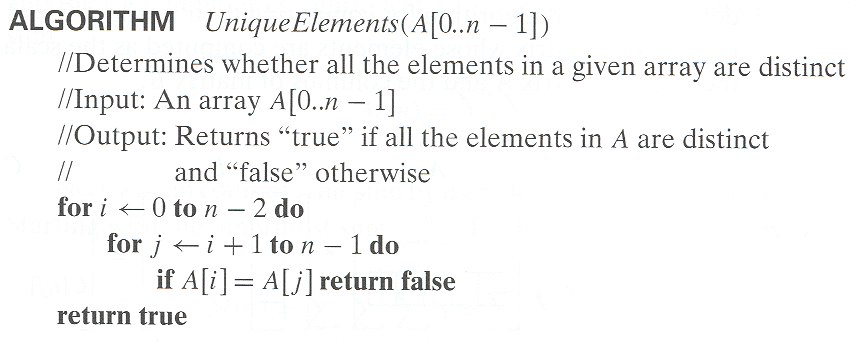 ALGORITHM UniqueElements(A[0..n – 1])
//Determines whether all the elements in a given array are distinct
//Input: An array A[0..n – 1]
//Output: Returns “true” if all the elements in A are distinct
// and “false” otherwise
for i ← 0 to n – 2 do
for j ← i + 1 to n – 1 do
if A[i] = A[j] return false
return true